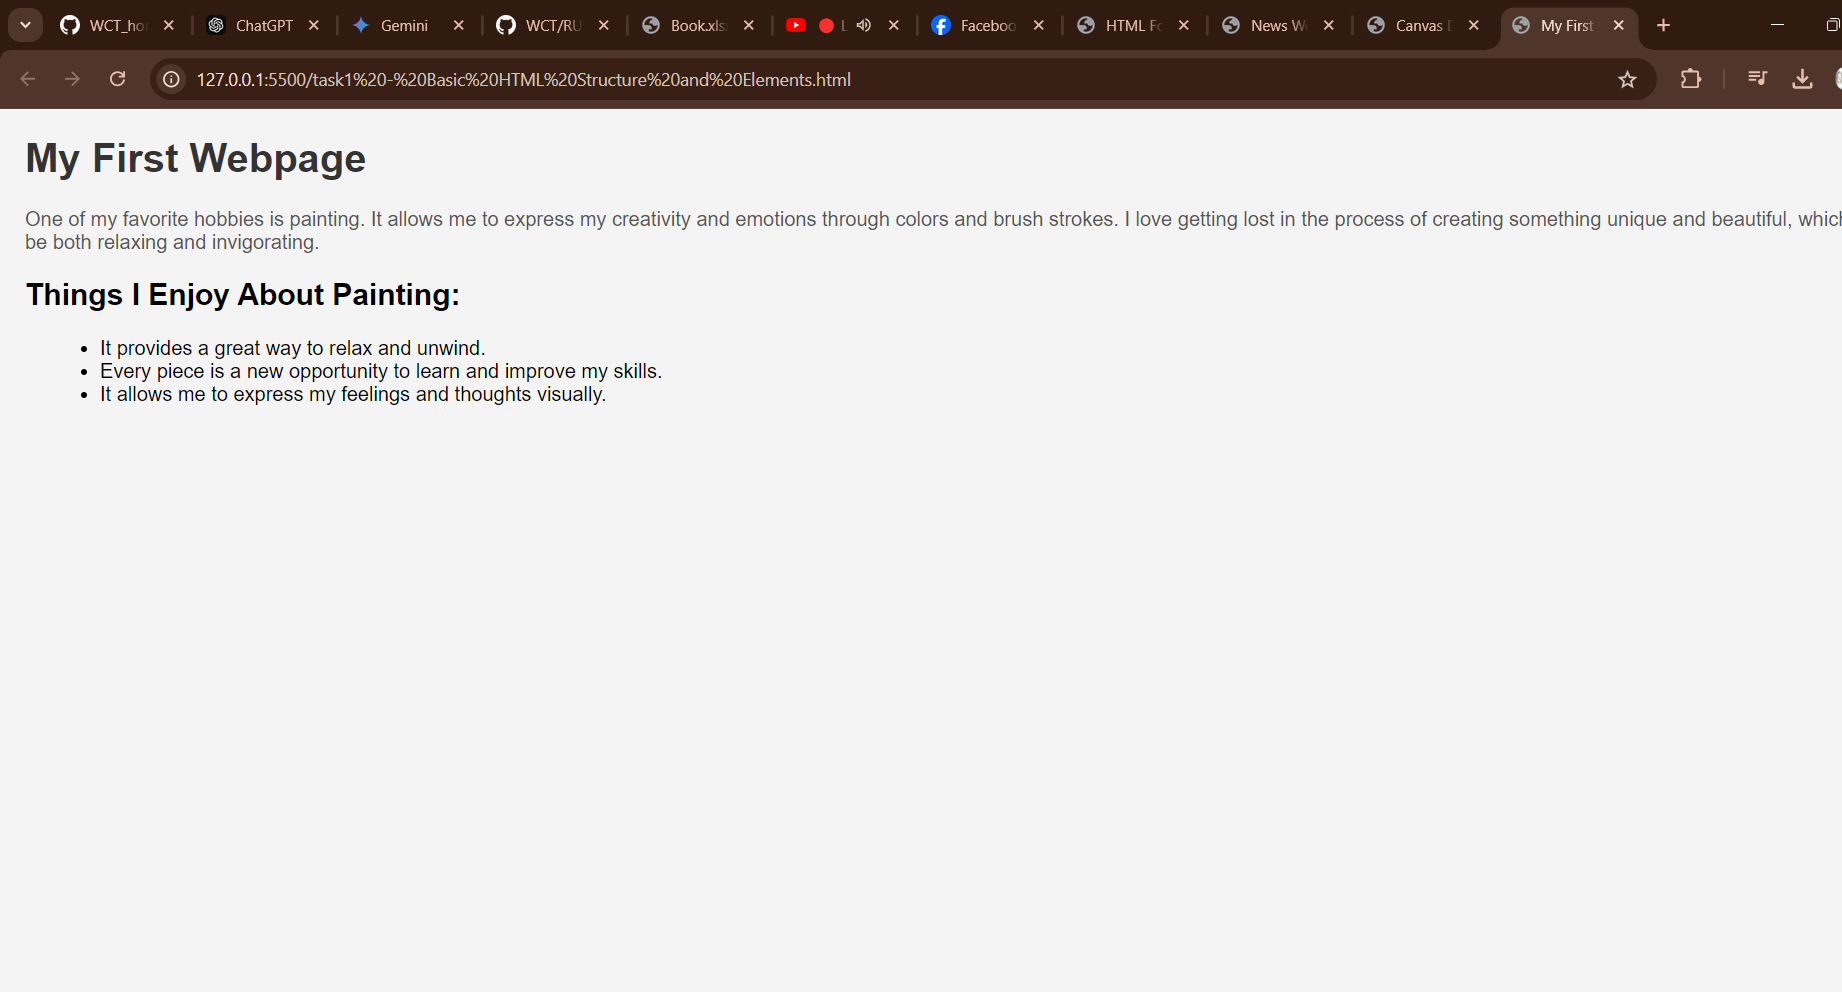 WCT_ho ChatGPT Gemini WCT/RU Book.xls L Faceboo HTML Fo News W Canvas My First
127.0.0.1:5500/task1%20-%20Basic%20HTML%20Structure%20and%20Elements.html
My First Webpage
One of my favorite hobbies is painting. It allows me to express my creativity and emotions through colors and brush strokes. I love getting lost in the process of creating something unique and beautiful, which
be both relaxing and invigorating.
Things I Enjoy About Painting:
• It provides a great way to relax and unwind.
• Every piece is a new opportunity to learn and improve my skills.
• It allows me to express my feelings and thoughts visually.